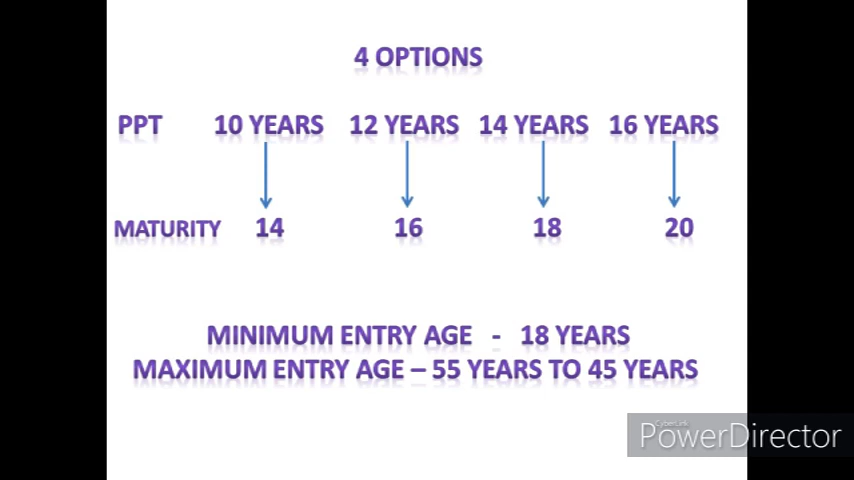 4 OPTIONS
PPT 10 YEARS 12 YEARS 14 YEARS 16 YEARS
MATURITY 14 16 18 20
MINIMUM ENTRY AGE - 18 YEARS
MAXIMUM ENTRY AGE – 55 YEARS TO 45 YEARS
CyberLink
PowerDirector